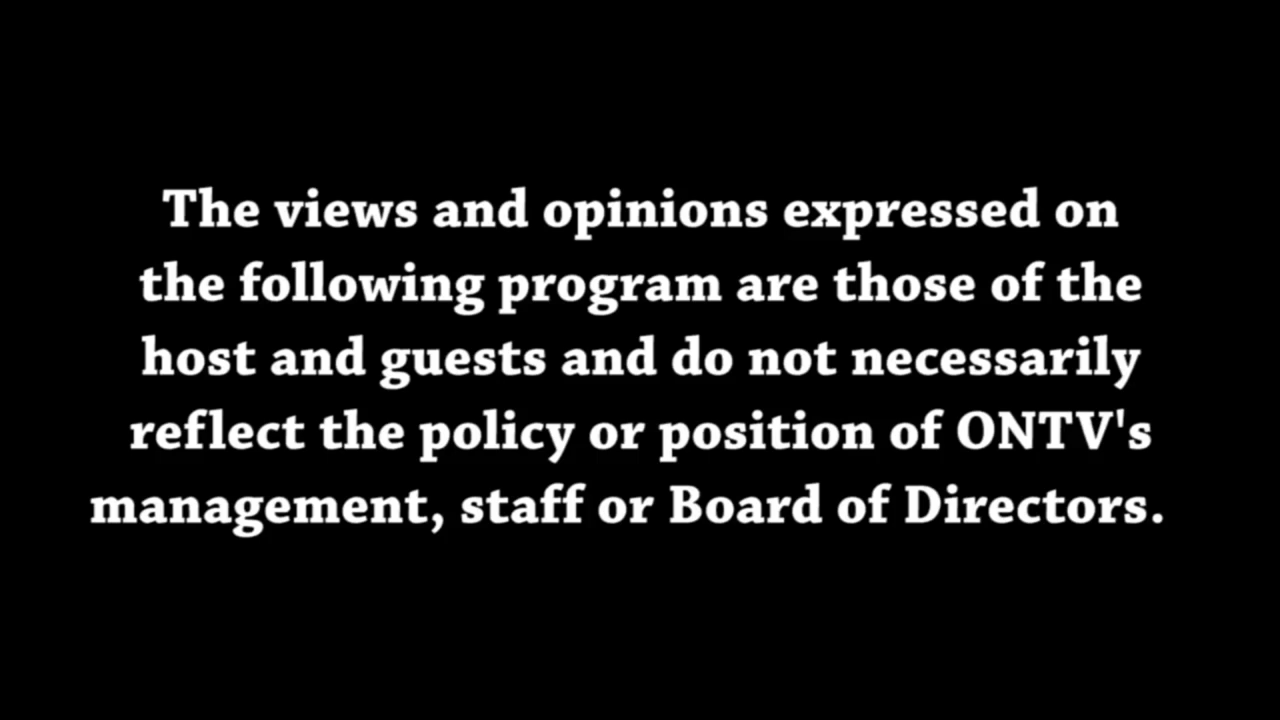 The views and opinions expressed on
the following program are those of the
host and guests and do not necessarily
reflect the policy or position of ONTV's
management, staff or Board of Directors.